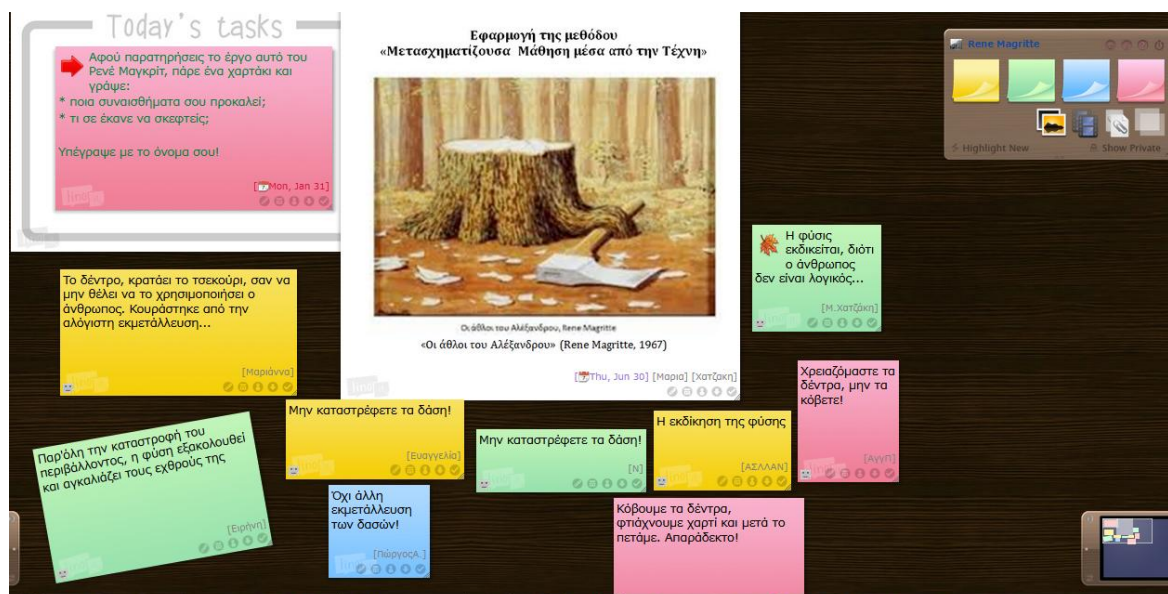 Today's tasks
Αφού παρατηρήσεις το έργο αυτό του
Ρενέ Μαγκρίτ, πάρε ένα χαρτάκι και
γράψε:
* ποια συναισθήματα σου προκαλεί;
* τι σε έκανε να σκεφτείς;
Υπέγραψε με το όνομα σου!
[Mon, Jan 31]
Εφαρμογή της μεθόδου
«Μετασχηματίζουσα Μάθηση μέσα από την Τέχνη»
Οι άθλοι του Αλέξανδρου, Rene Magritte
«Οι άθλοι του Αλέξανδρου» (Rene Magritte, 1967)
[Thu, Jun 30] [Μαρια] [Χατζακη]
Rene Magritte
Highlight New
Show Private
Η φύσις
εκδικείται, διότι
ο άνθρωπος
δεν είναι λογικός...
[Μ.Χατζάκη]
Το δέντρο, κρατάει το τσεκούρι, σαν να
μην θέλει να το χρησιμοποιήσει ο
άνθρωπος. Κουράστηκε από την
αλόγιστη εκμετάλλευση...
[Μαριάννα]
Χρειαζόμαστε τα
δέντρα, μην τα
κόβετε!
[ΑγγΠ]
Μην καταστρέφετε τα δάση!
[Ευαγγελία]
Μην καταστρέφετε τα δάση!
[Ν]
Η εκδίκηση της φύσης
[ΑΣΛΛΑΝ]
Παρ'όλη την καταστροφή του
περιβάλλοντος, η φύση εξακολουθεί
και αγκαλιάζει τους εχθρούς της
[Ειρήνη]
Όχι άλλη
εκμετάλλευση
των δασών!
[ΓιώργοςΑ.]
Κόβουμε τα δέντρα,
φτιάχνουμε χαρτί και μετά το
πετάμε. Απαράδεκτο!